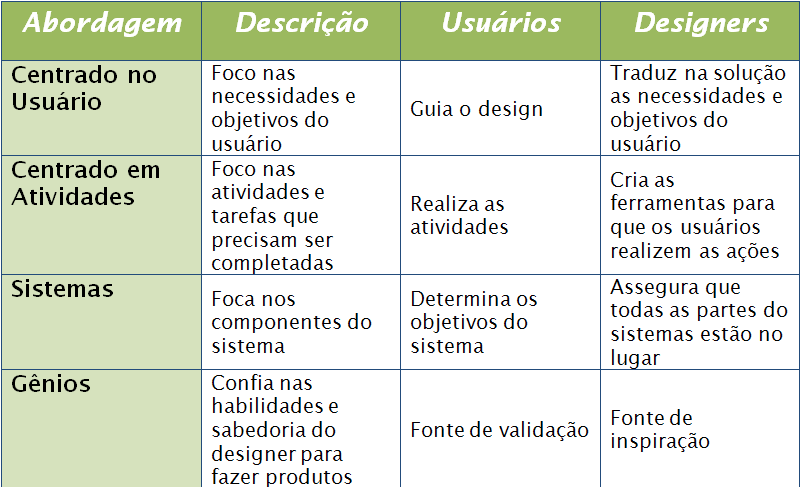 Abordagem
Descrição
Usuários
Designers
Centrado no
Usuário
Foco nas
necessidades e
objetivos do
usuário
Guia o design
Traduz na solução
as necessidades e
objetivos do
usuário
Centrado em
Atividades
Foco nas
atividades e
tarefas que
precisam ser
completadas
Realiza as
atividades
Cria as
ferramentas para
que os usuários
realizem as ações
Sistemas
Foca nos
componentes do
sistema
Determina os
objetivos do
sistema
Assegura que
todas as partes do
sistemas estão no
lugar
Gênios
Confia nas
habilidades e
sabedoria do
designer para
fazer produtos
Fonte de validação
Fonte de
inspiração